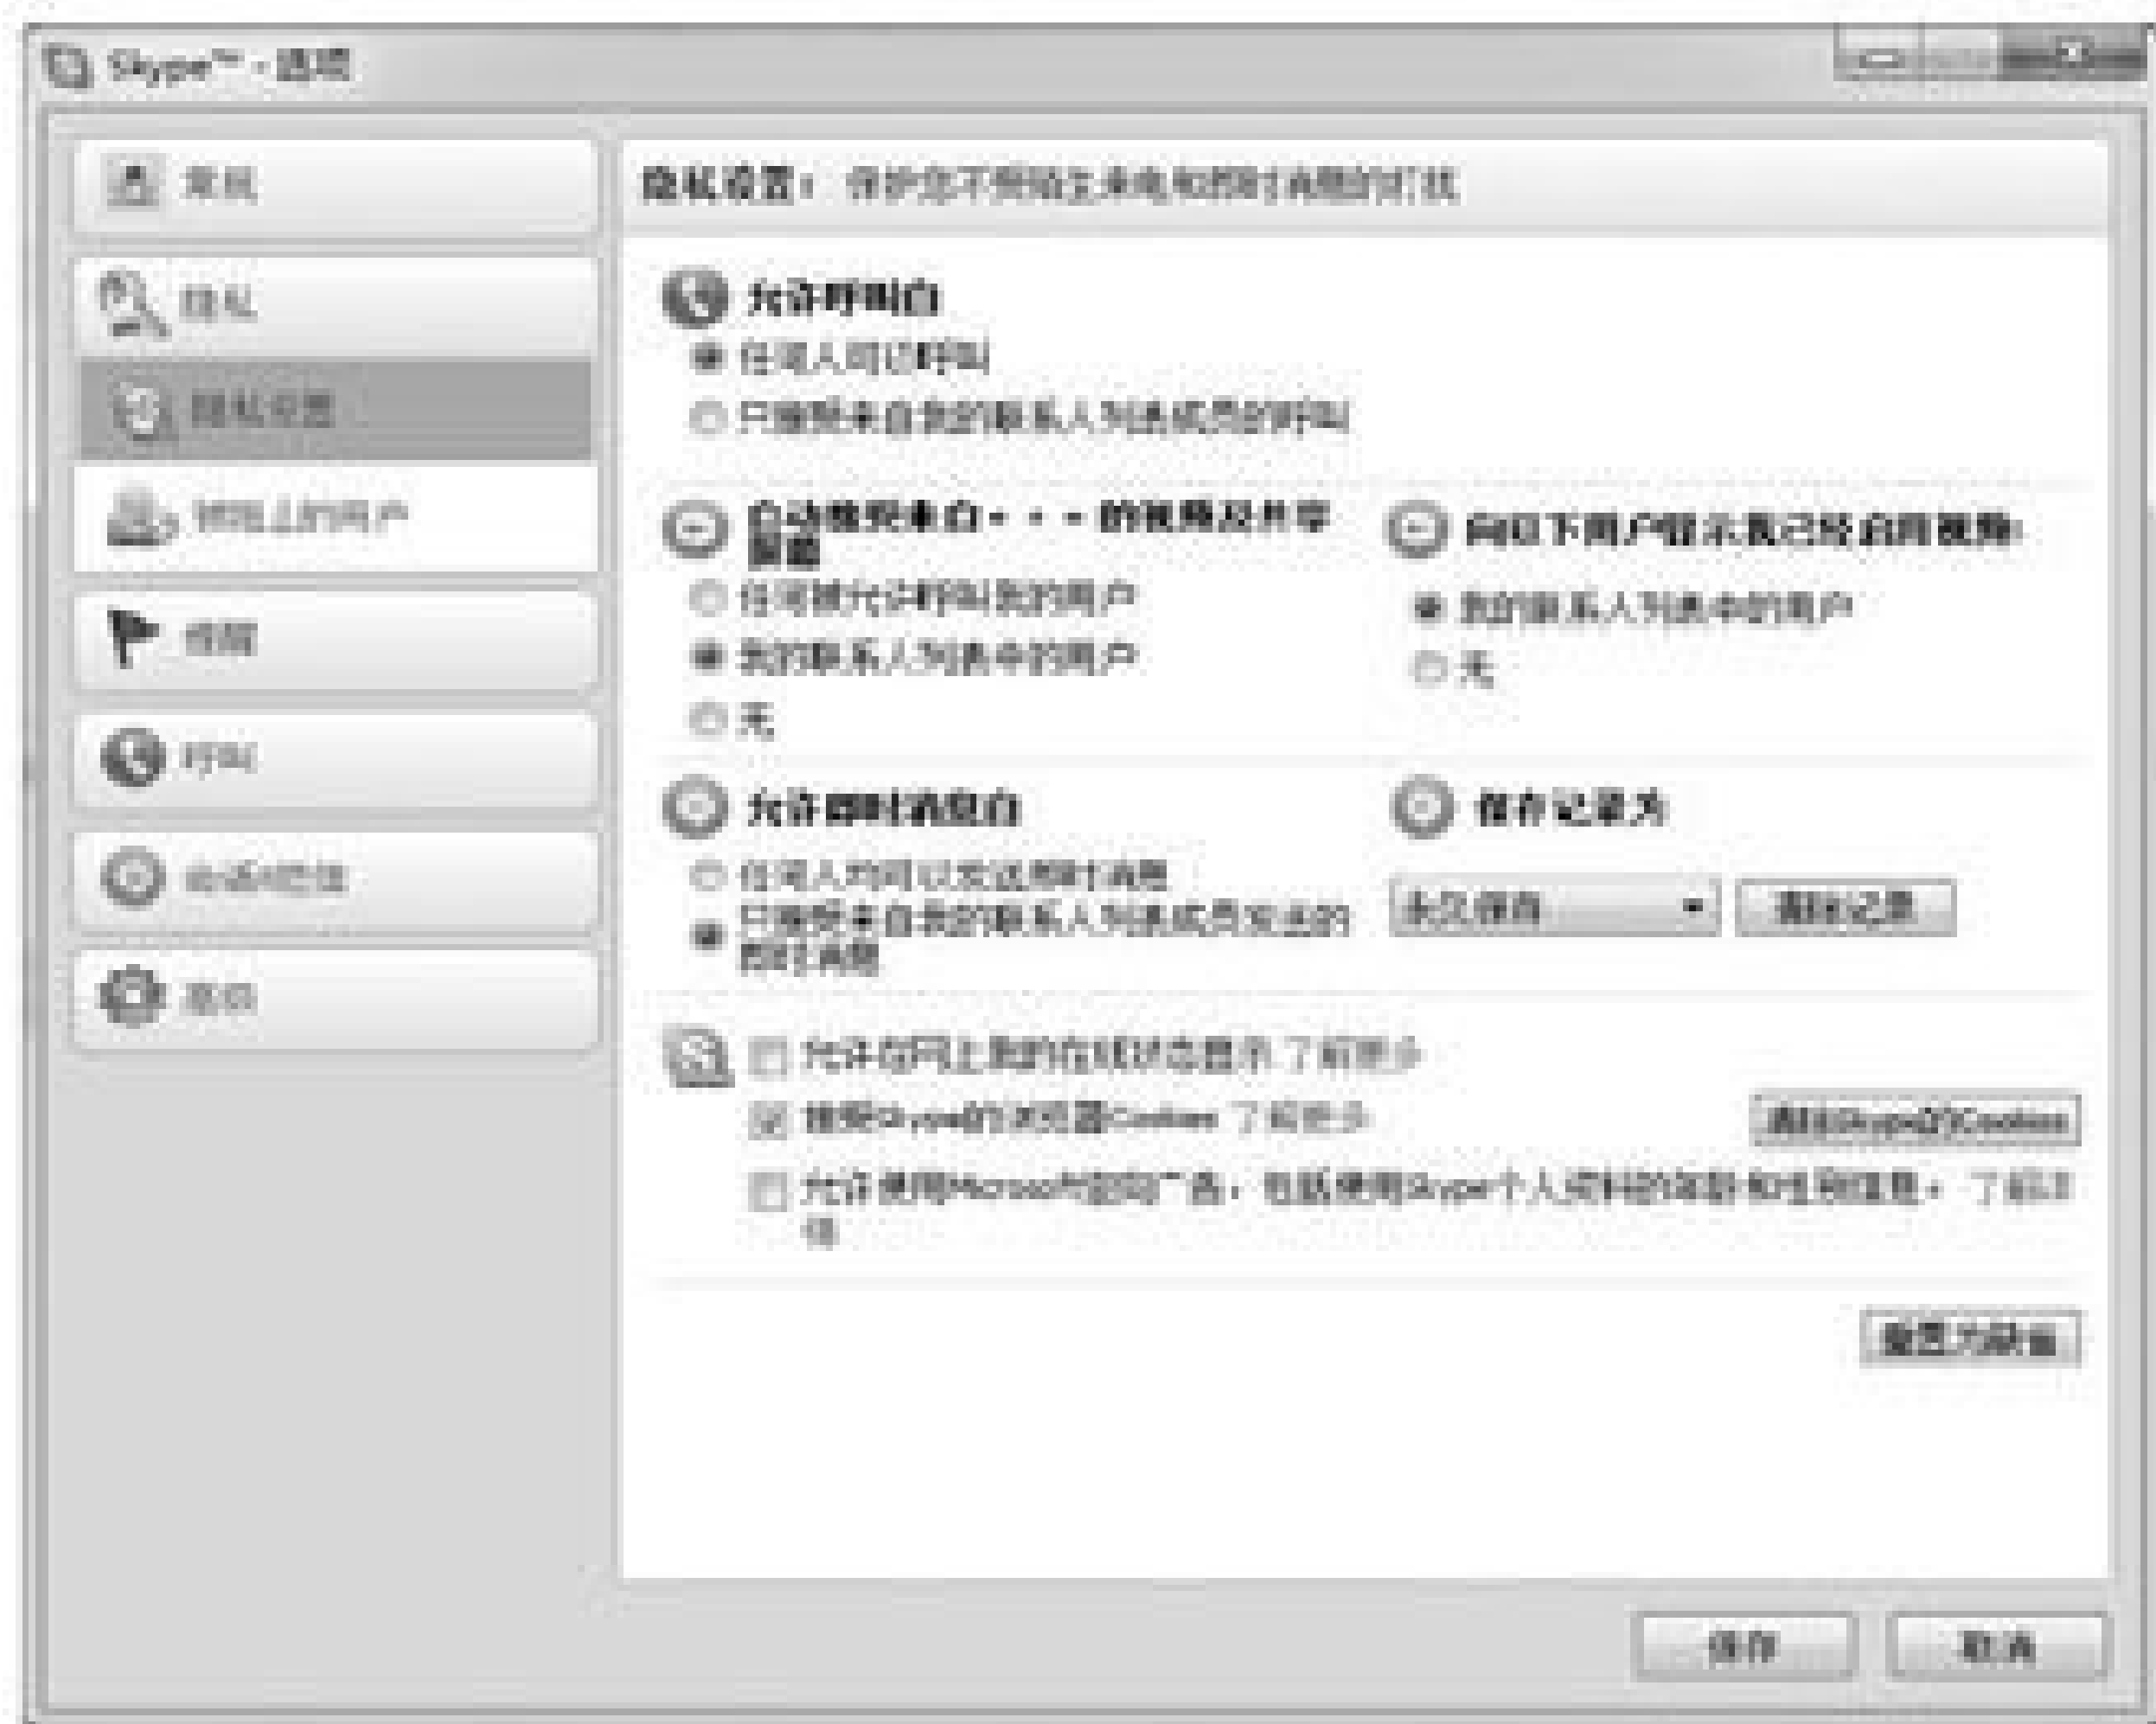 Skype™ - 选项
常规
隐私
隐私设置
被阻止的用户
提醒
呼叫
高级
隐私设置： 保护您不受陌生来电和即时消息的打扰
允许呼叫自
任何人可以呼叫
只接受来自我的联系人列表成员的呼叫
自动接受来自···的视频及共享
屏幕
任何被允许呼叫我的用户
我的联系人列表中的用户
无
向以下用户显示我已经启用视频:
我的联系人列表中的用户
无
允许即时消息自
任何人均可以发送即时消息
只接受来自我的联系人列表成员发送的
即时消息
保存记录为
永久保存
清除记录
允许在网上我的在线状态显示 了解更多
接受Skype的浏览器Cookies 了解更多
清除Skype的Cookies
允许使用Microsoft定向广告，包括使用Skype个人资料的年龄和性别信息。 了解详
情
重置为缺省
保存
取消